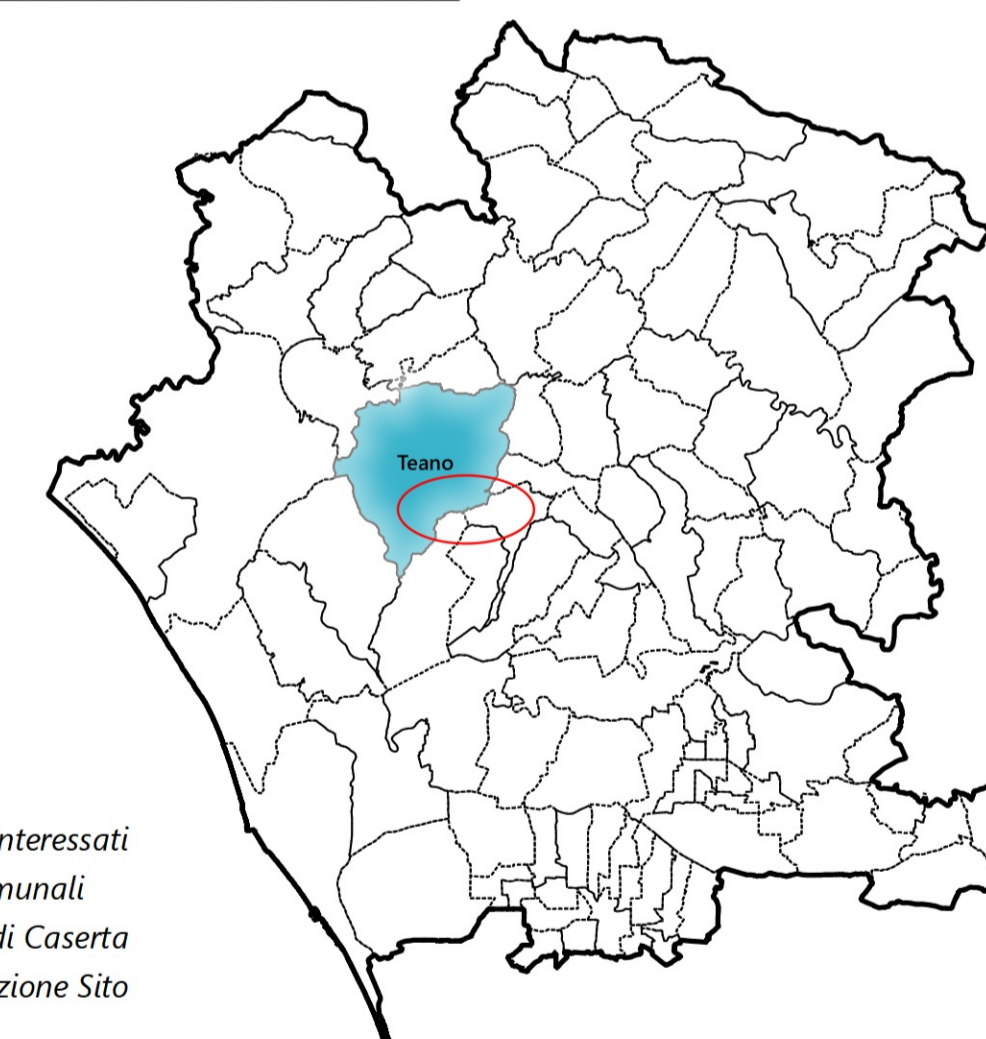 Teano
nteressati
munali
di Caserta
zione Sito